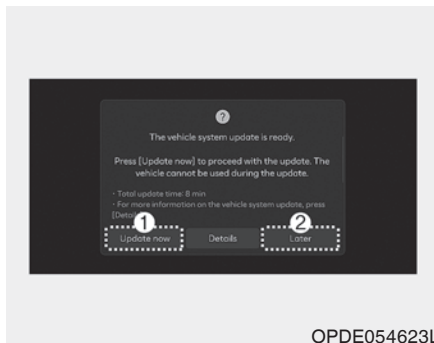 ?
The vehicle system update is ready.
Press [Update now] to proceed with the update. The
vehicle cannot be used during the update.
- Total update time: 8 min
- For more information on the vehicle system update, press
1
2
Update now Details Later
OPDE054623L